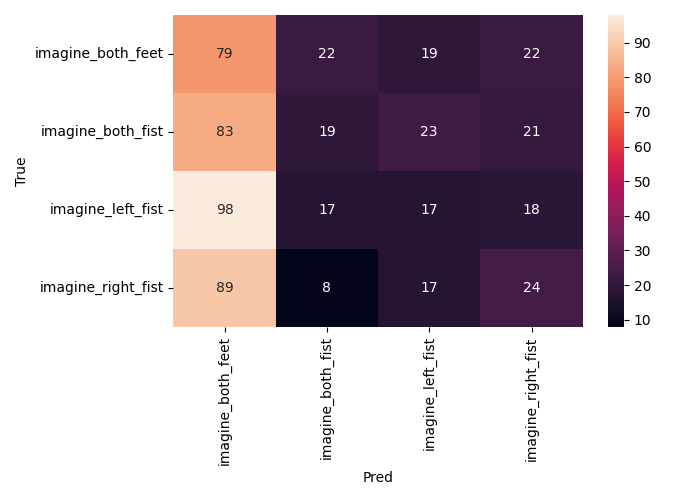 True
imagine_both_feet 79 22 19 22
imagine_both_fist 83 19 23 21
imagine_left_fist 98 17 17 18
imagine_right_fist 89 8 17 24
imagine_both_feet
imagine_both_fist
imagine_left_fist
imagine_right_fist
Pred
90
80
70
60
50
40
30
20
10